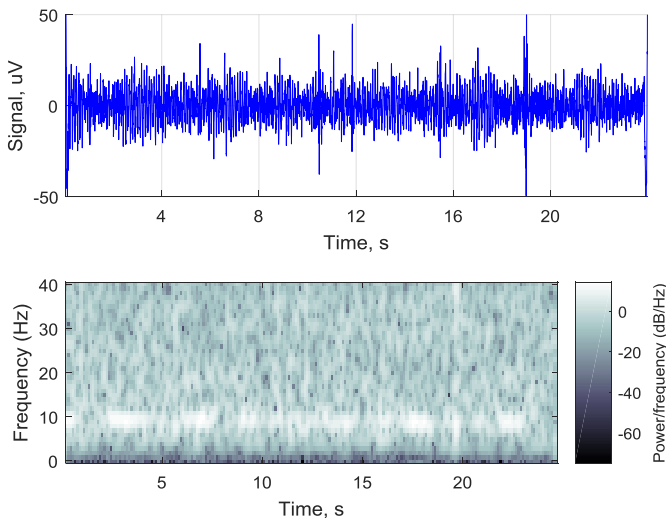 50
0
-50
Signal, uV
4 8 12 16 20
Time, s
40
30
20
10
0
Frequency (Hz)
5 10 15 20
Time, s
0
-20
-40
-60
Power/frequency (dB/Hz)